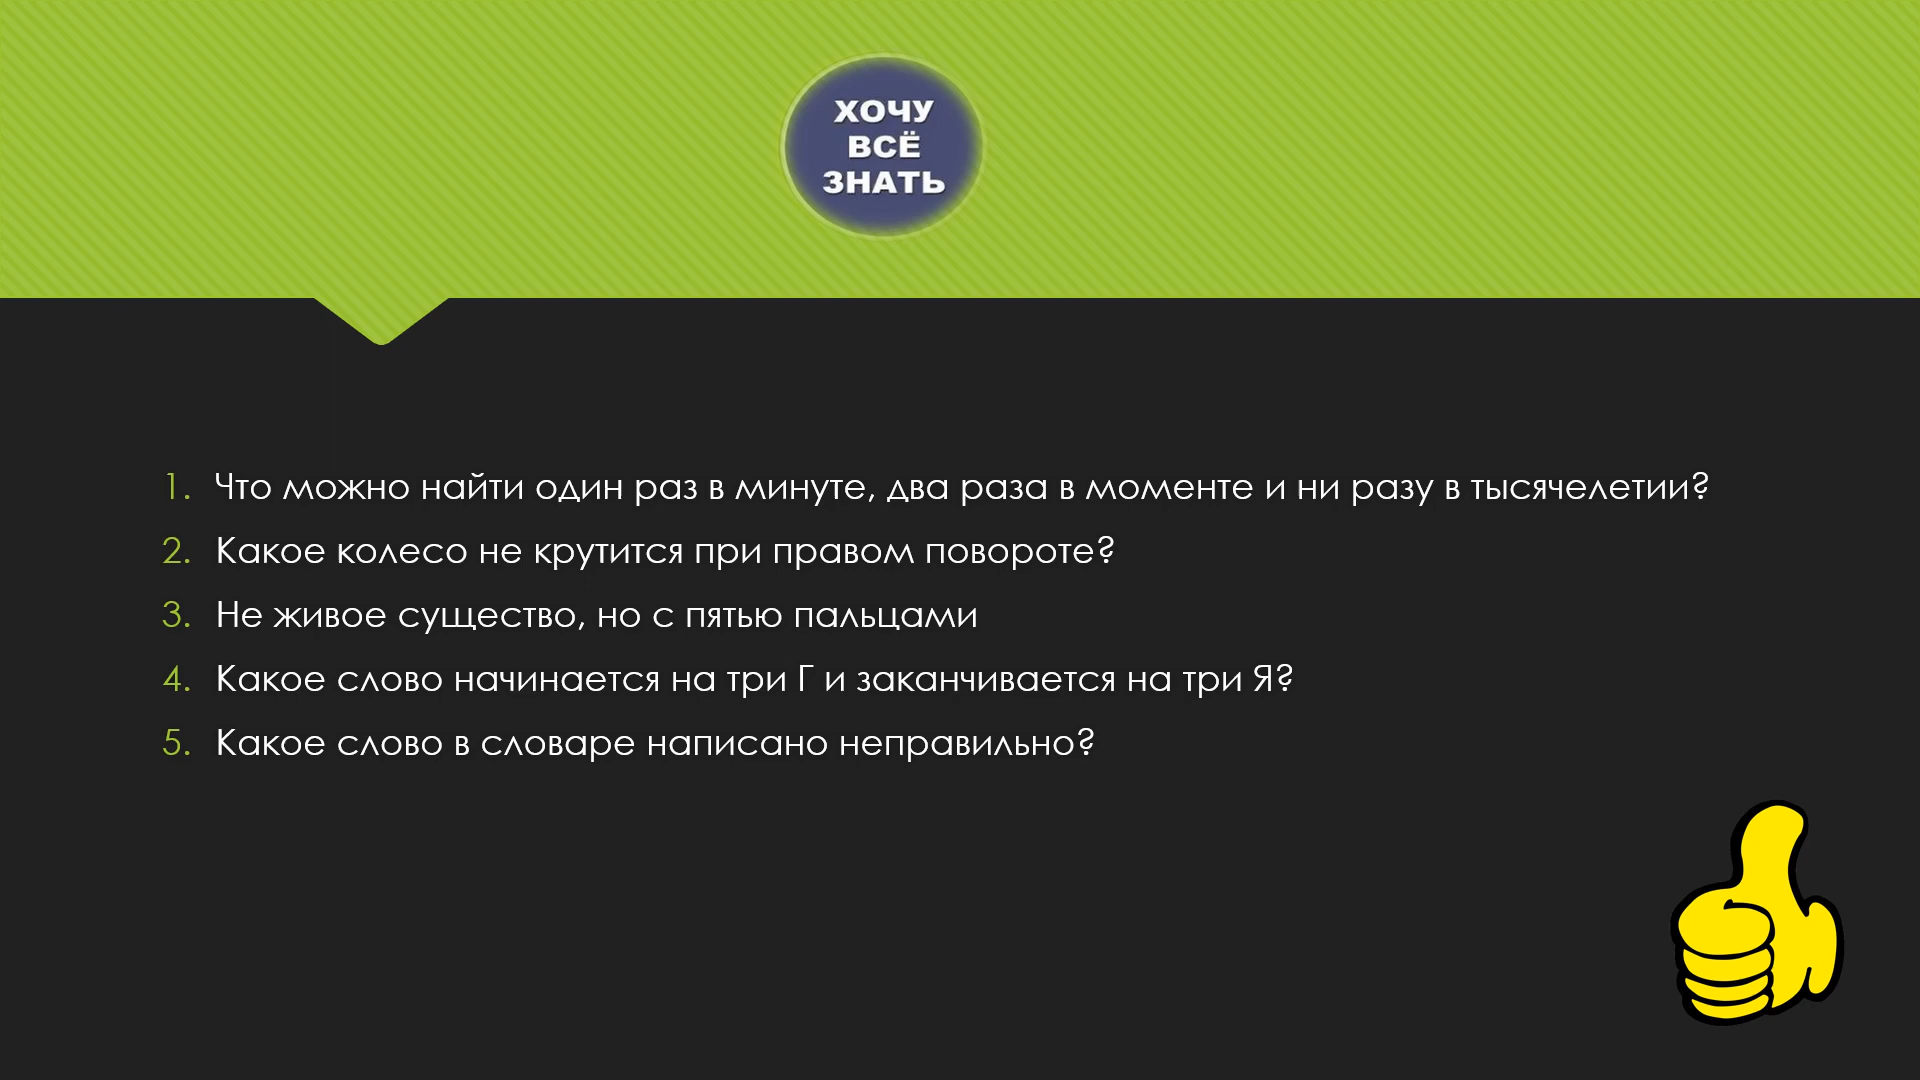 ХОЧУ
ВСЁ
ЗНАТЬ
1. Что можно найти один раз в минуте, два раза в моменте и ни разу в тысячелетии?
2. Какое колесо не крутится при правом повороте?
3. Не живое существо, но с пятью пальцами
4. Какое слово начинается на три Г и заканчивается на три Я?
5. Какое слово в словаре написано неправильно?